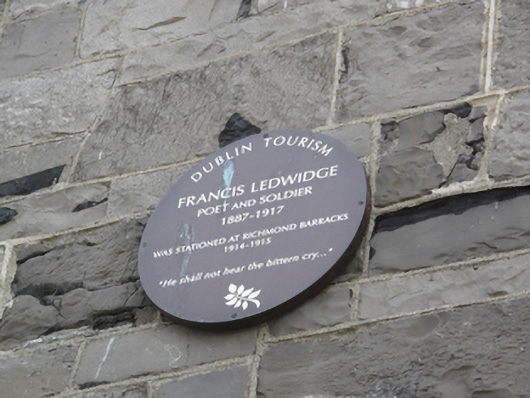 DUBLIN TOURISM
FRANCIS LEDWIDGE
POET AND SOLDIER
1887-1917
WAS STATIONED AT RICHMOND BARRACKS
1914-1915
"He shall not hear the bittern cry..."